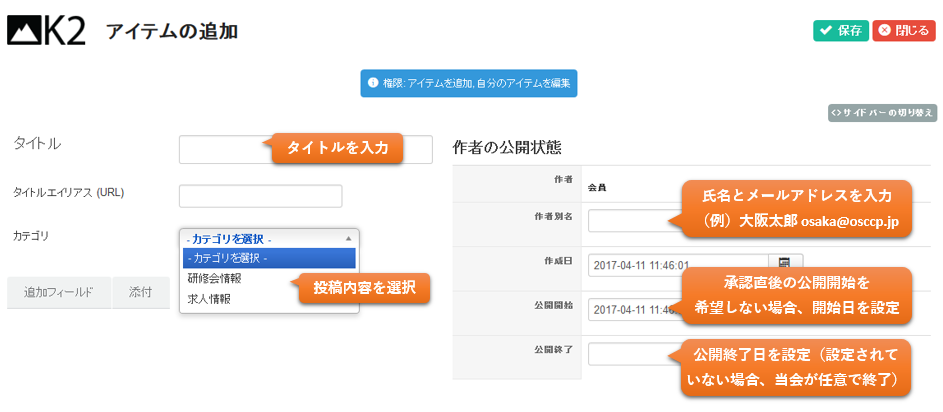 K2 アイテムの追加
保存 閉じる
権限: アイテムを追加, 自分のアイテムを編集
サイドバーの切り替え
タイトル
タイトルを入力
タイトルエイリアス (URL)
カテゴリ
- カテゴリを選択 -
- カテゴリを選択 -
研修会情報
求人情報
投稿内容を選択
追加フィールド 添付
作者の公開状態
作者 会員
作者別名
氏名とメールアドレスを入力
（例）大阪太郎 osaka@osccp.jp
作成日 2017-04-11 11:46:01
公開開始 2017-04-11 11:46
承認直後の公開開始を
希望しない場合、開始日を設定
公開終了
公開終了日を設定（設定されて
いない場合、当会が任意で終了）